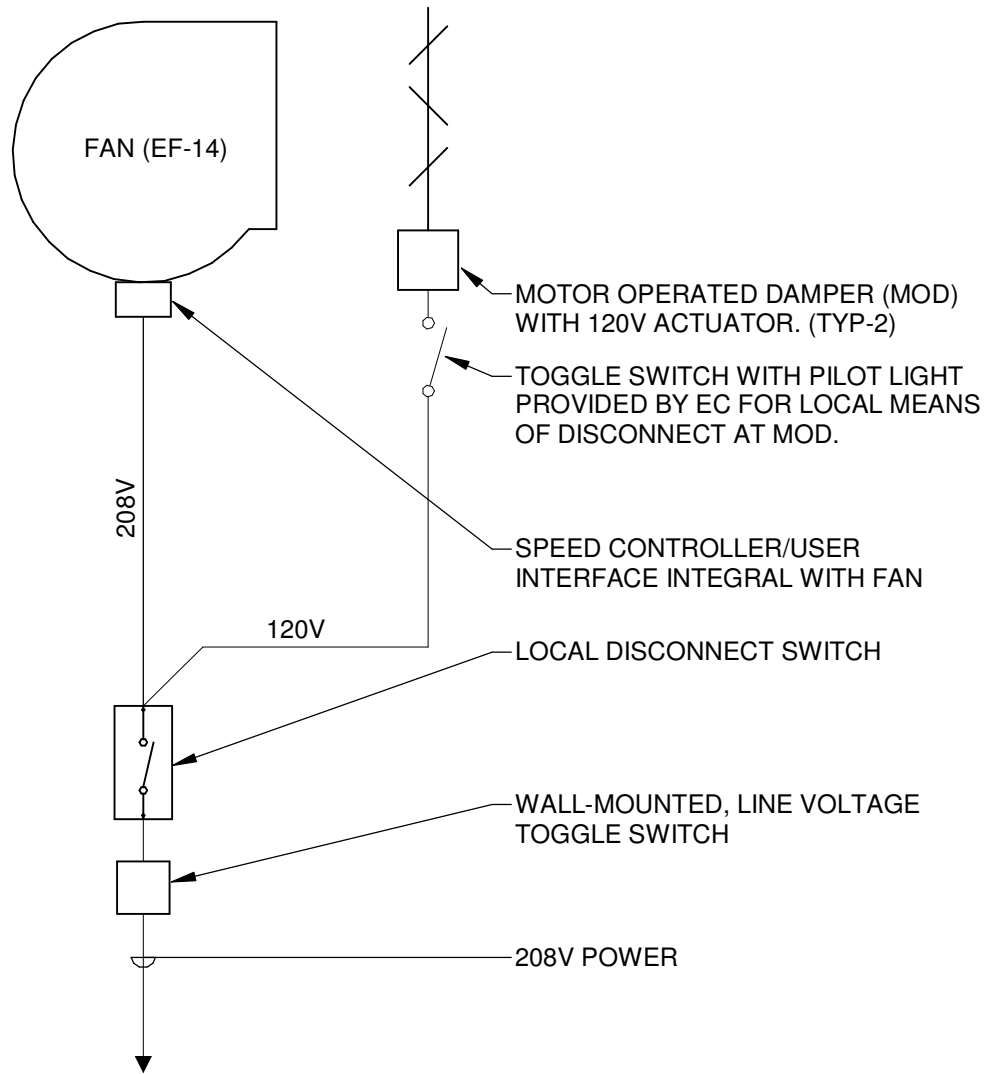 FAN (EF-14)
MOTOR OPERATED DAMPER (MOD)
WITH 120V ACTUATOR. (TYP-2)
TOGGLE SWITCH WITH PILOT LIGHT
PROVIDED BY EC FOR LOCAL MEANS
OF DISCONNECT AT MOD.
208V
SPEED CONTROLLER/USER
INTERFACE INTEGRAL WITH FAN
120V
LOCAL DISCONNECT SWITCH
WALL-MOUNTED, LINE VOLTAGE
TOGGLE SWITCH
208V POWER